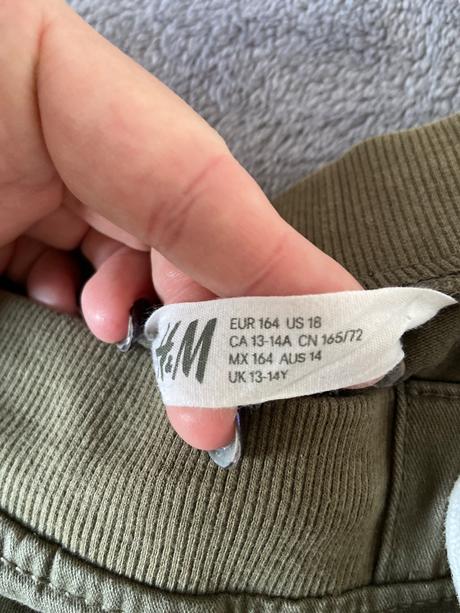 H&M
EUR 164 US 18
CA 13-14A CN 165/72
MX 164 AUS 14
UK 13-14Y